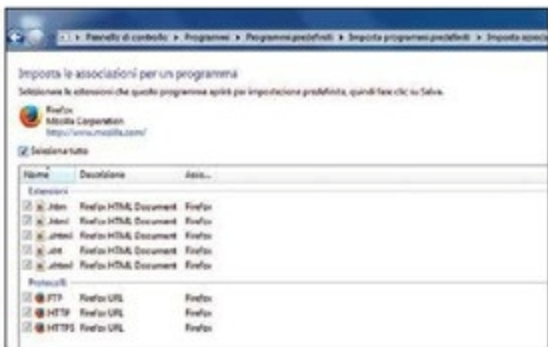 Pannello di controllo ▸ Programmi ▸ Programmi predefiniti ▸ Imposta programmi predefiniti ▸ Imposta associa
Imposta le associazioni per un programma
Selezionare le estensioni che questo programma aprirà per impostazione predefinita, quindi fare clic su Salva.
Firefox
Mozilla Corporation
http://www.mozilla.com/
Seleziona tutto
Nome Descrizione Asso...
Estensioni
.htm Firefox HTML Document Firefox
.html Firefox HTML Document Firefox
.shtml Firefox HTML Document Firefox
.xht Firefox HTML Document Firefox
.xhtml Firefox HTML Document Firefox
Protocolli
FTP Firefox URL Firefox
HTTP Firefox URL Firefox
HTTPS Firefox URL Firefox